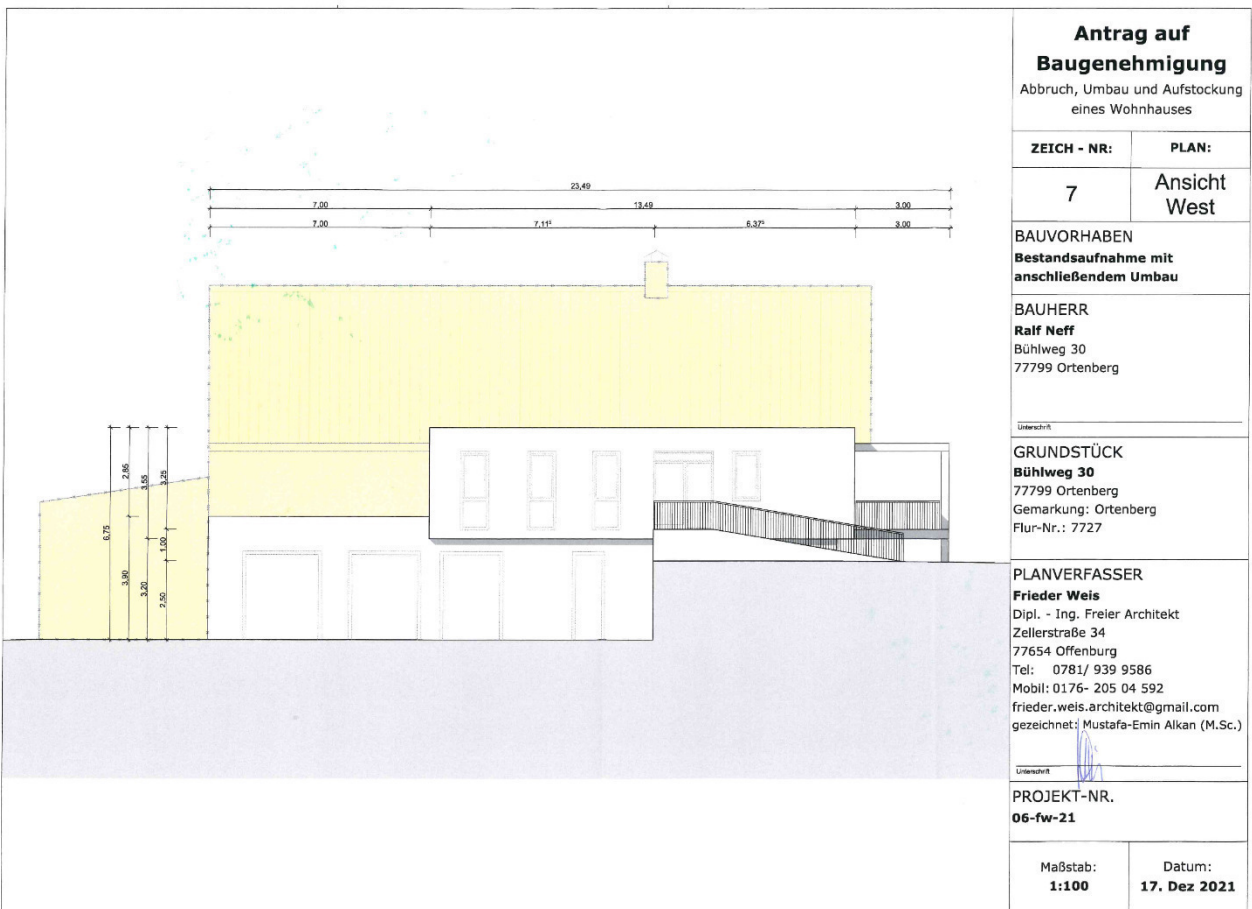 23,49
7,00 13,49 3,00
7,00 7,11⁵ 6,37⁵ 3,00
6,75
2,85
3,90
3,55
3,20
3,25
1,00
2,50
Antrag auf
Baugenehmigung
Abbruch, Umbau und Aufstockung
eines Wohnhauses
ZEICH - NR: PLAN:
7 Ansicht
West
BAUVORHABEN
Bestandsaufnahme mit
anschließendem Umbau
BAUHERR
Ralf Neff
Bühlweg 30
77799 Ortenberg
Unterschrift
GRUNDSTÜCK
Bühlweg 30
77799 Ortenberg
Gemarkung: Ortenberg
Flur-Nr.: 7727
PLANVERFASSER
Frieder Weis
Dipl. - Ing. Freier Architekt
Zellerstraße 34
77654 Offenburg
Tel: 0781/ 939 9586
Mobil: 0176- 205 04 592
frieder.weis.architekt@gmail.com
gezeichnet: Mustafa-Emin Alkan (M.Sc.)
Unterschrift
PROJEKT-NR.
06-fw-21
Maßstab: Datum:
1:100 17. Dez 2021